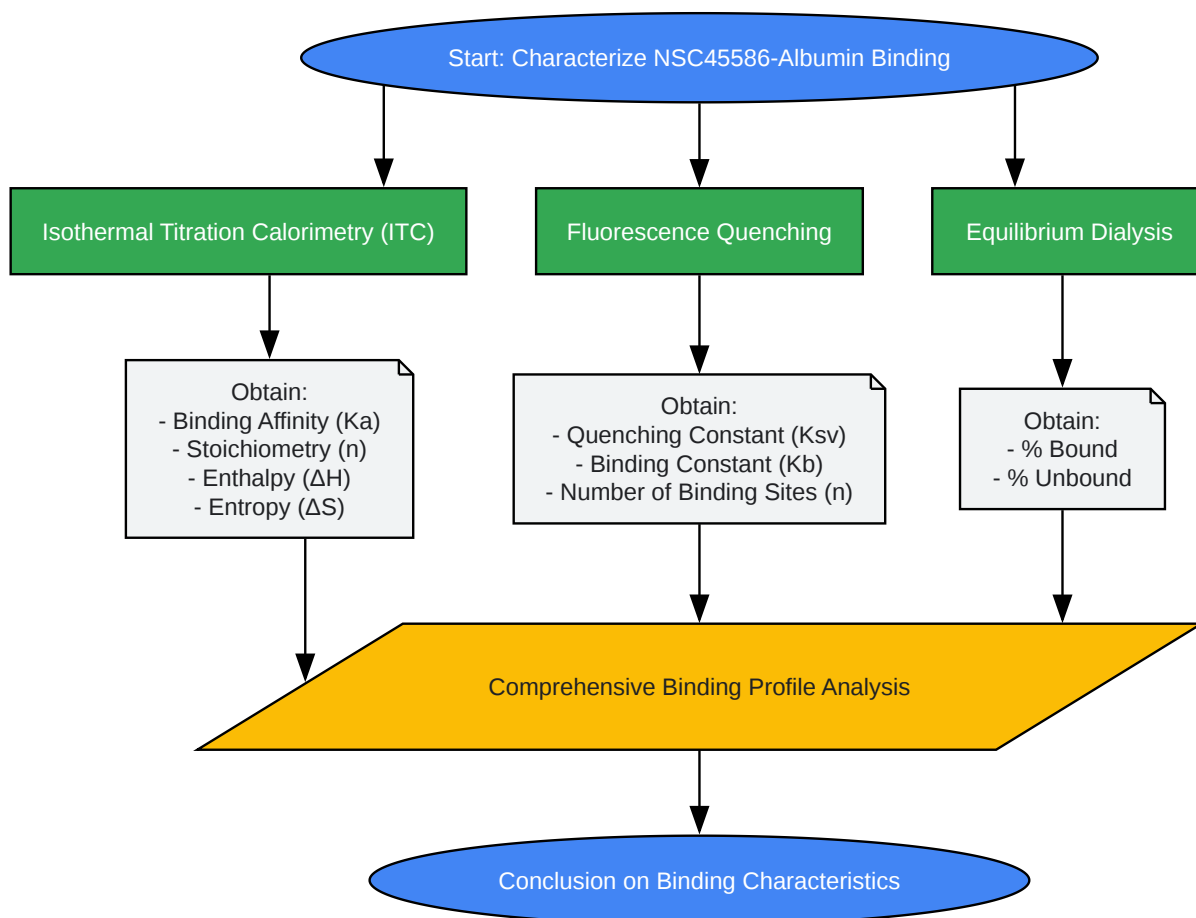 Start: Characterize NSC45586-Albumin Binding
Isothermal Titration Calorimetry (ITC)
Fluorescence Quenching
Equilibrium Dialysis
Obtain:
- Binding Affinity (Ka)
- Stoichiometry (n)
- Enthalpy (ΔH)
- Entropy (ΔS)
Obtain:
- Quenching Constant (Ksv)
- Binding Constant (Kb)
- Number of Binding Sites (n)
Obtain:
- % Bound
- % Unbound
Comprehensive Binding Profile Analysis
Conclusion on Binding Characteristics